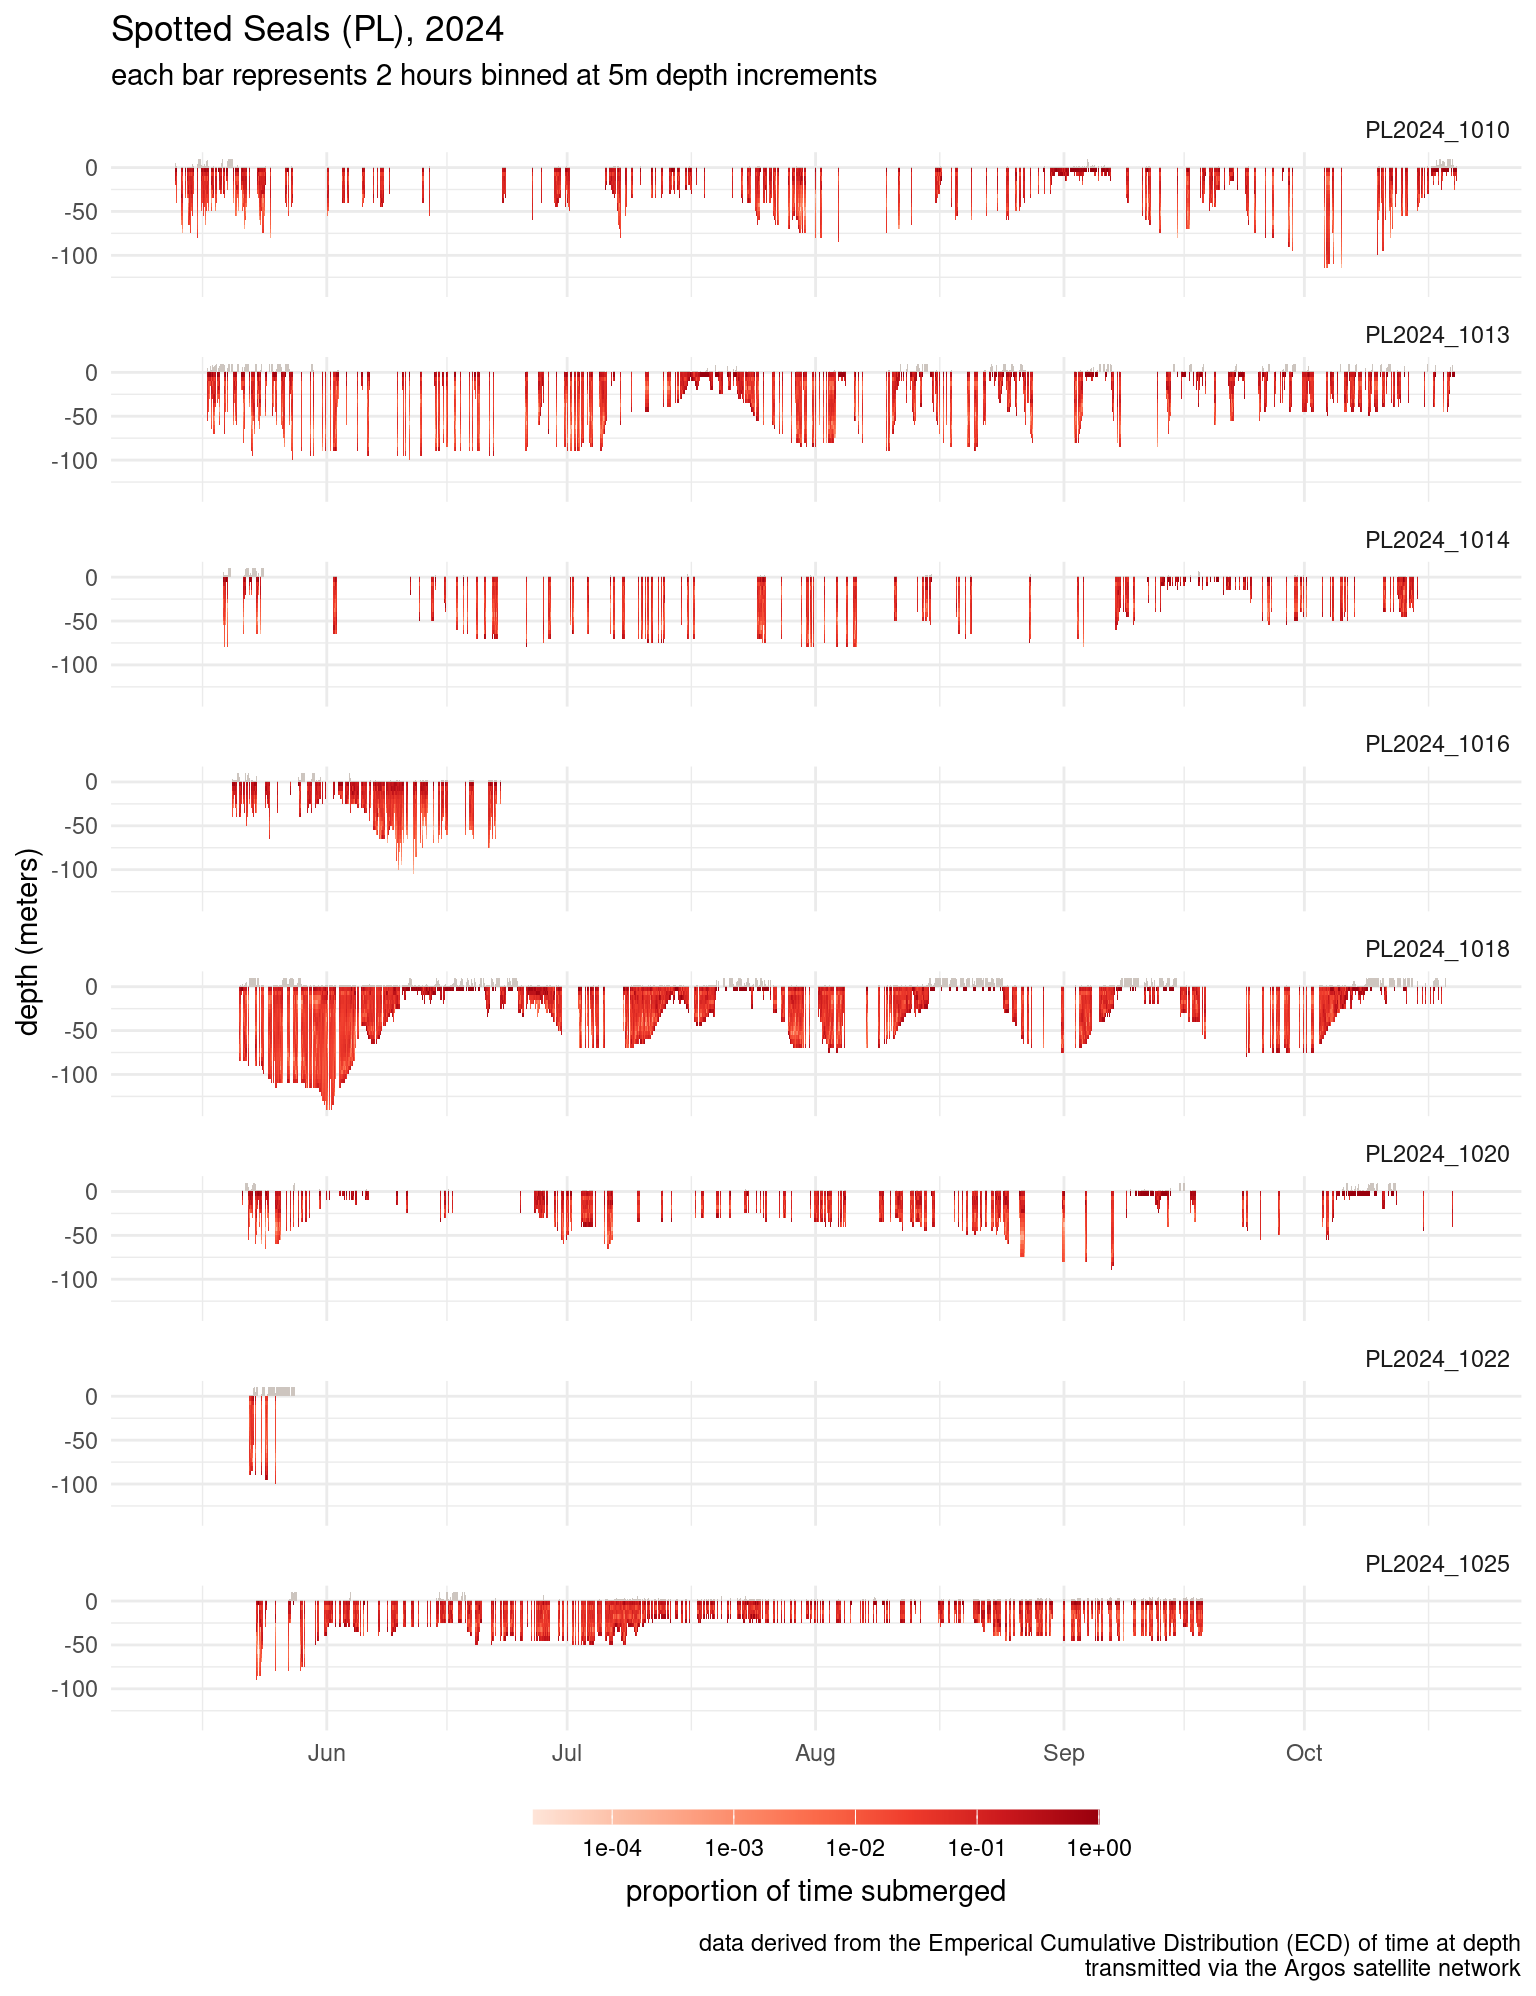 Spotted Seals (PL), 2024
each bar represents 2 hours binned at 5m depth increments
PL2024_1010
0
-50
-100
PL2024_1013
0
-50
-100
PL2024_1014
0
-50
-100
PL2024_1016
0
-50
-100
depth (meters)
PL2024_1018
0
-50
-100
PL2024_1020
0
-50
-100
PL2024_1022
0
-50
-100
PL2024_1025
0
-50
-100
Jun Jul Aug Sep Oct
1e-04 1e-03 1e-02 1e-01 1e+00
proportion of time submerged
data derived from the Emperical Cumulative Distribution (ECD) of time at depth
transmitted via the Argos satellite network